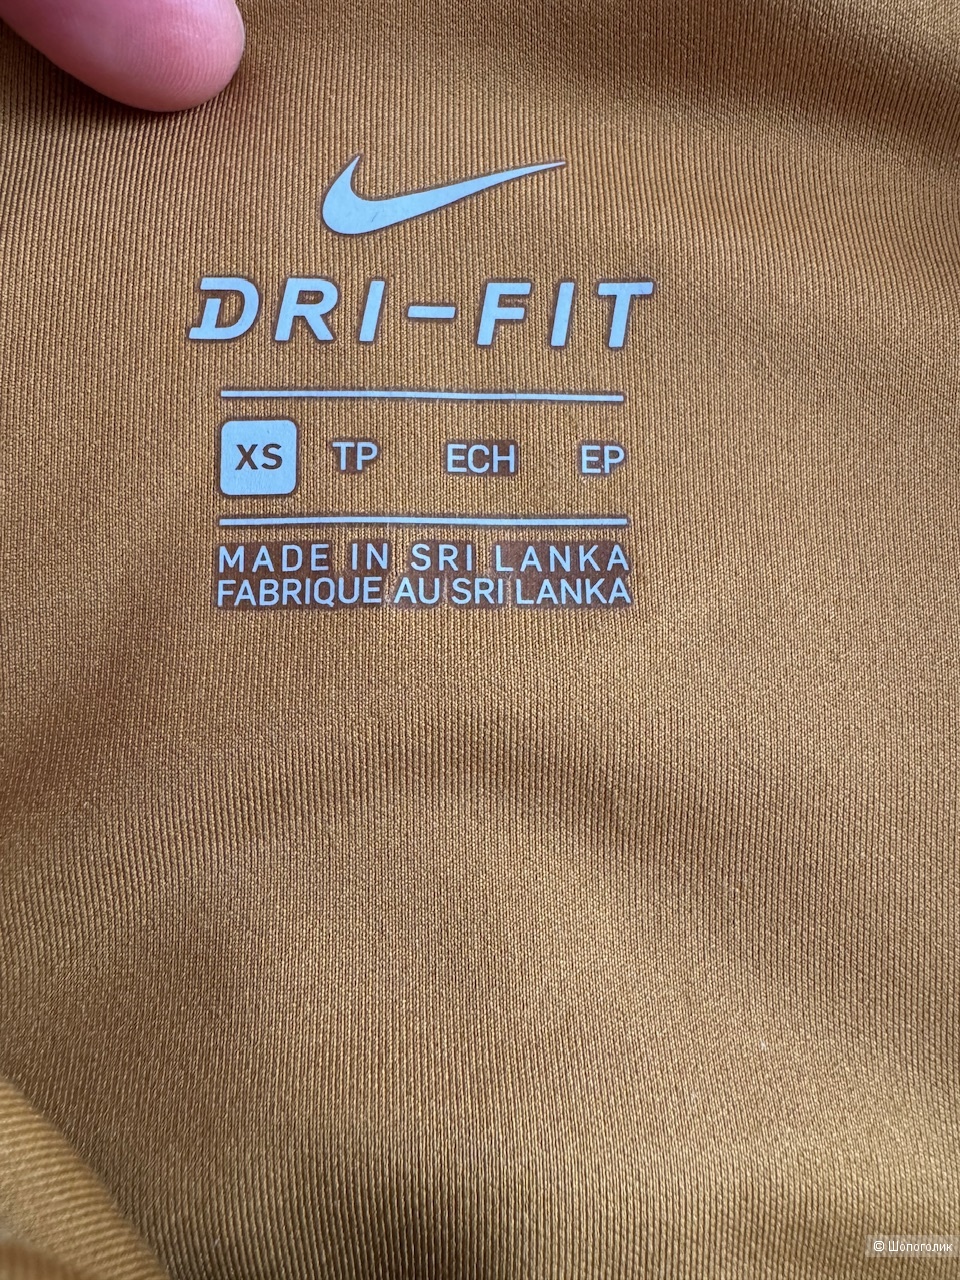 DRI-FIT
XS TP ECH EP
MADE IN SRI LANKA
FABRIQUE AU SRI LANKA
© Шопоголик